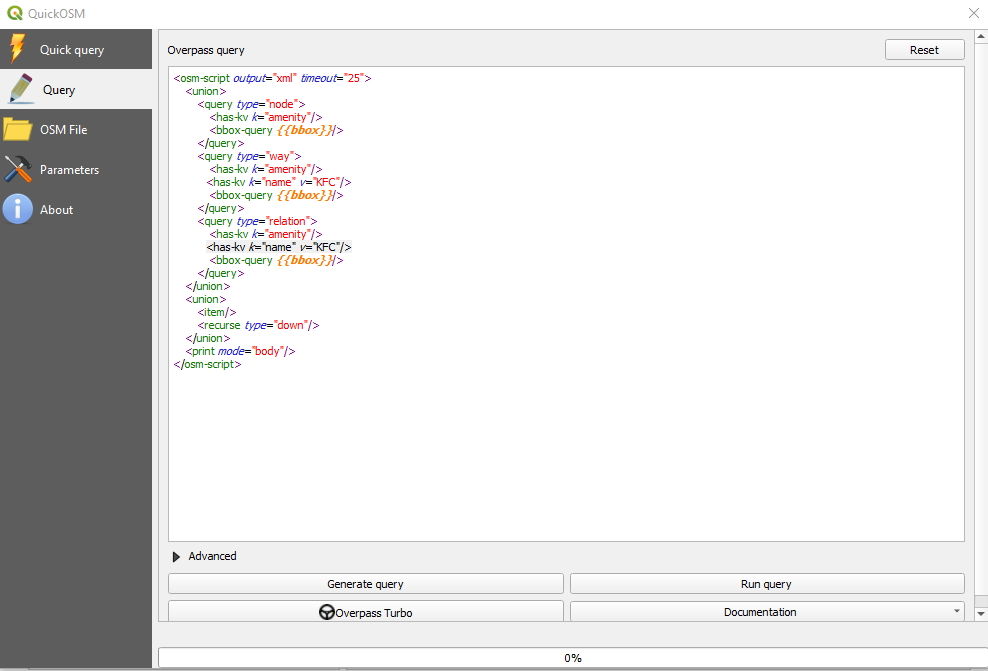 QuickOSM
Quick query
Query
OSM File
Parameters
About
Overpass query
Reset
<osm-script output="xml" timeout="25">
<union>
<query type="node">
<has-kv k="amenity"/>
<bbox-query {{bbox}}/>
</query>
<query type="way">
<has-kv k="amenity"/>
<has-kv k="name" v="KFC"/>
<bbox-query {{bbox}}/>
</query>
<query type="relation">
<has-kv k="amenity"/>
<has-kv k="name" v="KFC"/>
<bbox-query {{bbox}}/>
</query>
</union>
<union>
<item/>
<recurse type="down"/>
</union>
<print mode="body"/>
</osm-script>
Advanced
Generate query
Run query
Overpass Turbo
Documentation
0%